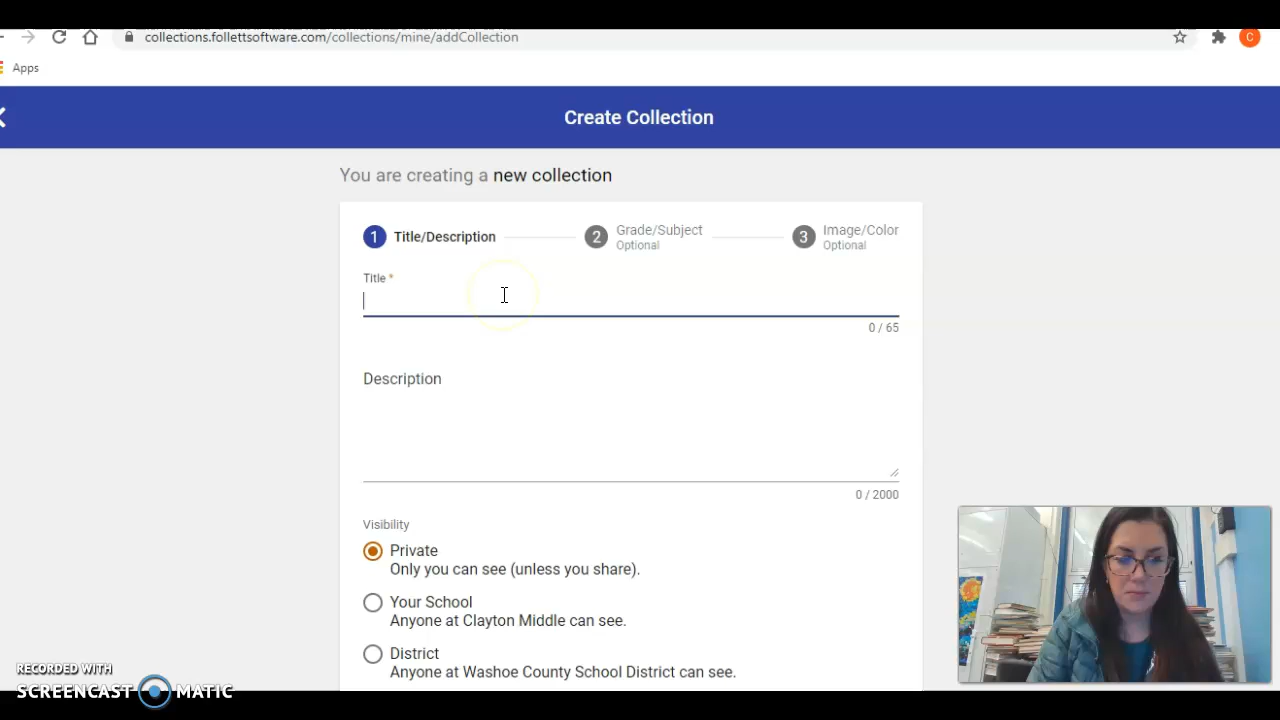 collections.follettsoftware.com/collections/mine/addCollection
C
Apps
Create Collection
You are creating a new collection
1 Title/Description
2 Grade/Subject
Optional
3 Image/Color
Optional
Title *
0 / 65
Description
0 / 2000
Visibility
Private
Only you can see (unless you share).
Your School
Anyone at Clayton Middle can see.
District
Anyone at Washoe County School District can see.
RECORDED WITH
SCREENCAST MATIC